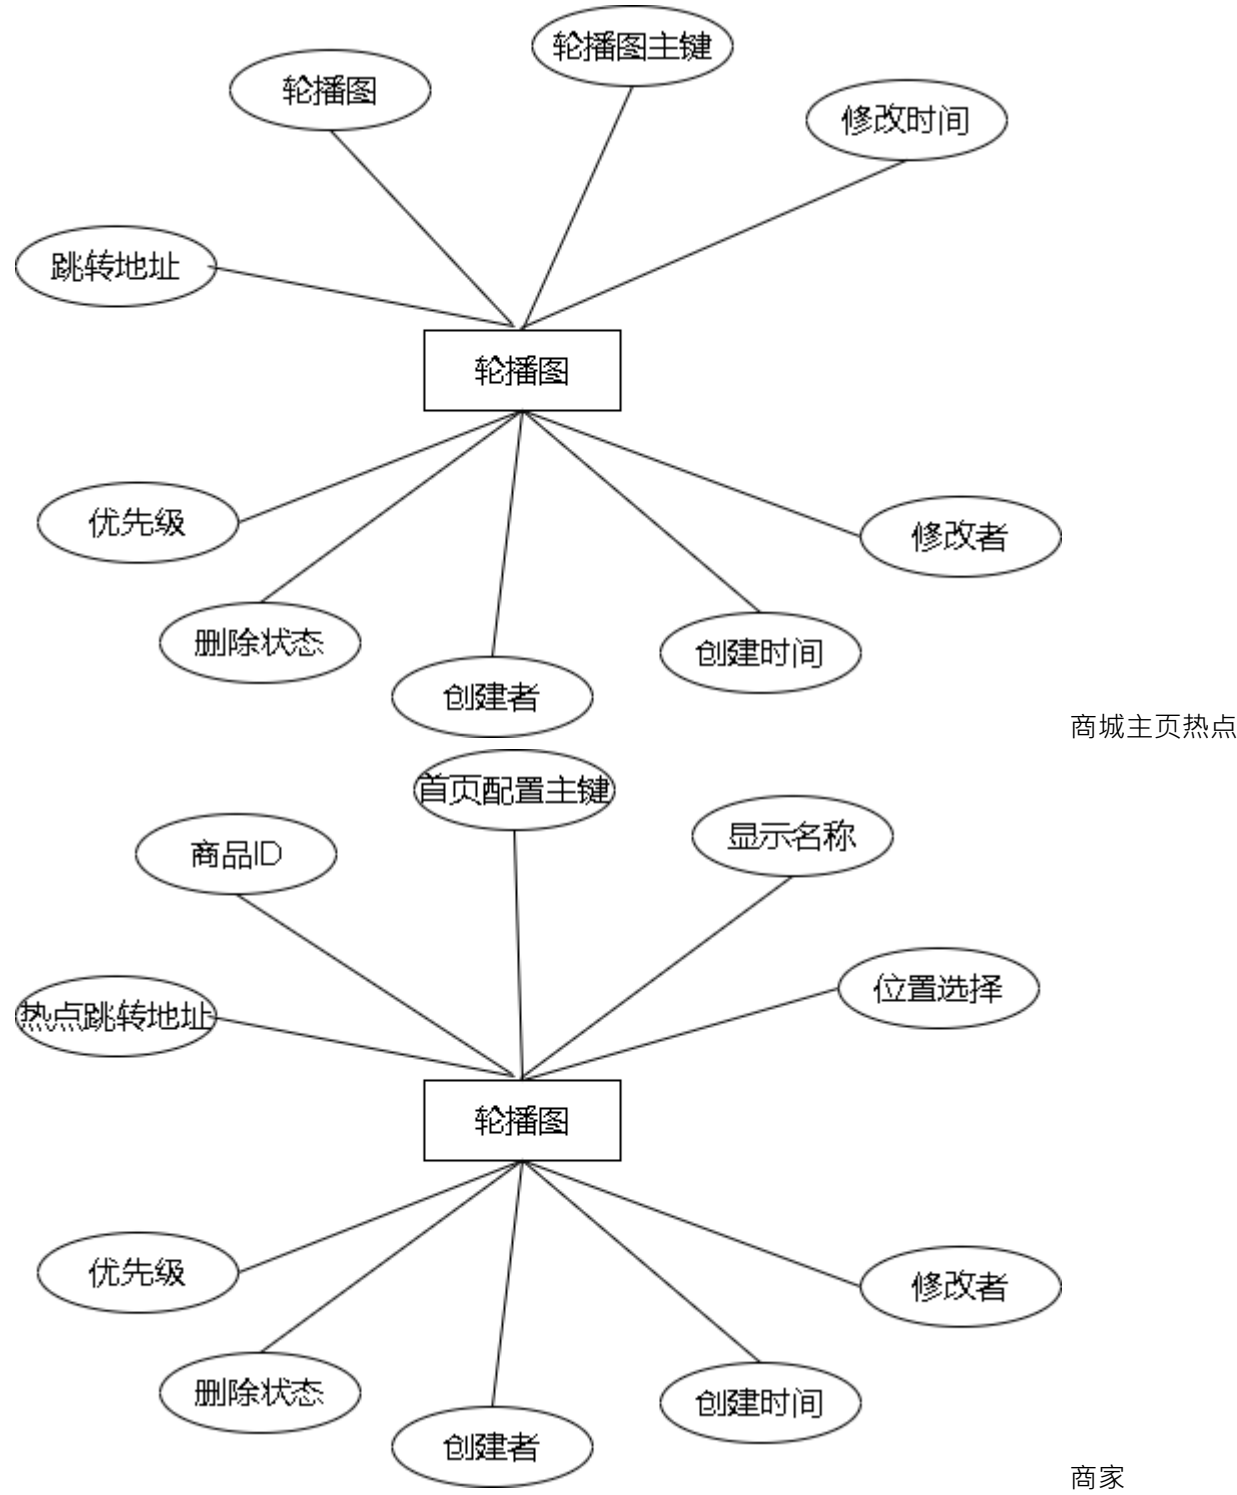 轮播图主键
轮播图
修改时间
跳转地址
轮播图
优先级
修改者
删除状态
创建时间
创建者
商城主页热点
首页配置主键
显示名称
商品ID
位置选择
热点跳转地址
轮播图
优先级
修改者
删除状态
创建时间
创建者
商家